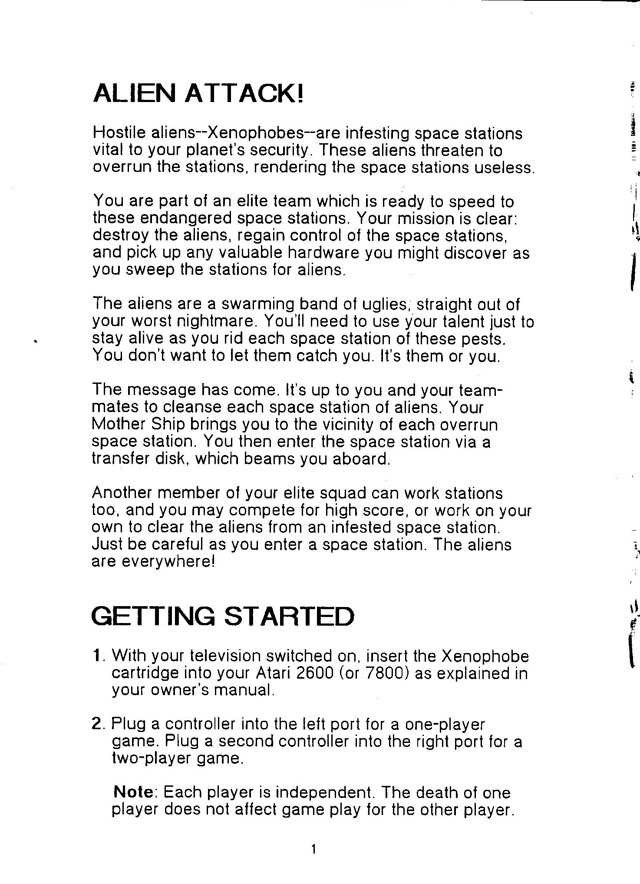 ALIEN ATTACK!
Hostile aliens--Xenophobes--are infesting space stations
vital to your planet's security. These aliens threaten to
overrun the stations, rendering the space stations useless.
You are part of an elite team which is ready to speed to
these endangered space stations. Your mission is clear:
destroy the aliens, regain control of the space stations,
and pick up any valuable hardware you might discover as
you sweep the stations for aliens.
The aliens are a swarming band of uglies, straight out of
your worst nightmare. You'll need to use your talent just to
stay alive as you rid each space station of these pests.
You don't want to let them catch you. It's them or you.
The message has come. It's up to you and your team-
mates to cleanse each space station of aliens. Your
Mother Ship brings you to the vicinity of each overrun
space station. You then enter the space station via a
transfer disk, which beams you aboard.
Another member of your elite squad can work stations
too, and you may compete for high score, or work on your
own to clear the aliens from an infested space station.
Just be careful as you enter a space station. The aliens
are everywhere!
GETTING STARTED
1. With your television switched on, insert the Xenophobe
cartridge into your Atari 2600 (or 7800) as explained in
your owner's manual.
2. Plug a controller into the left port for a one-player
game. Plug a second controller into the right port for a
two-player game.
Note: Each player is independent. The death of one
player does not affect game play for the other player.
1